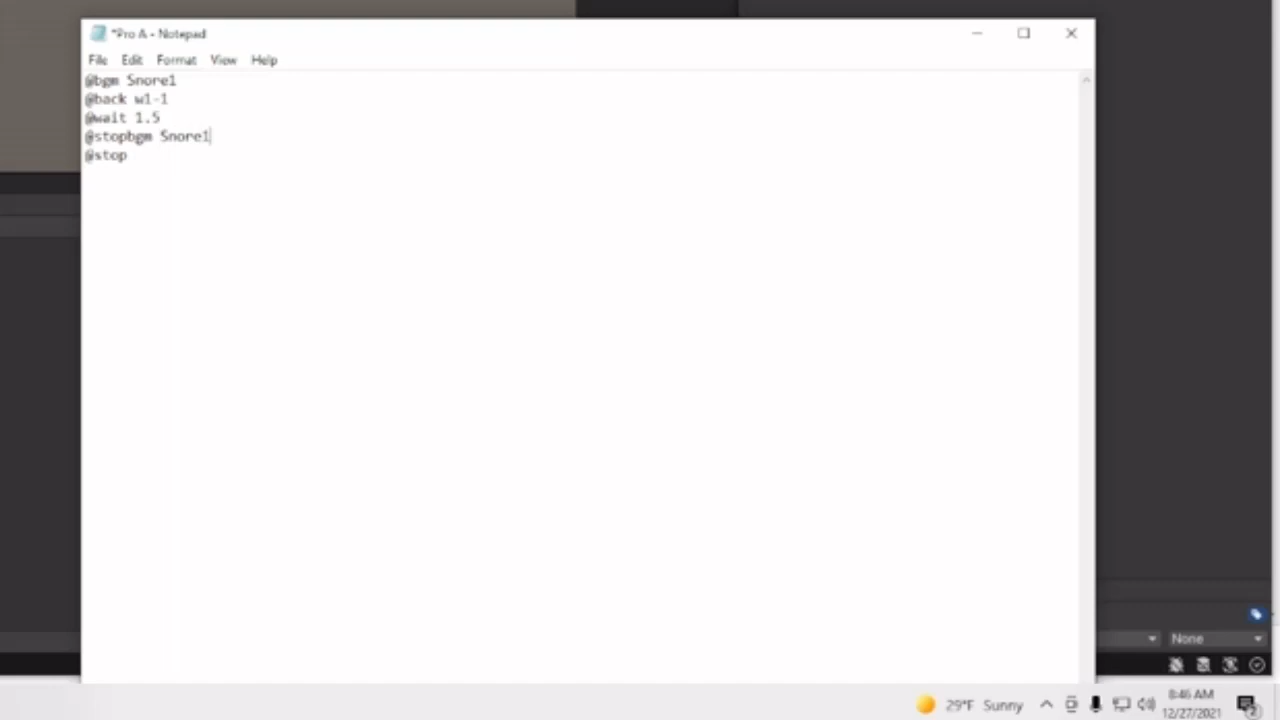 *Pro A - Notepad
File Edit Format View Help
@bgm Snore1
@back w1-1
@wait 1.5
@stopbgm Snore1
@stop
None
29°F Sunny
8:46 AM
12/27/2021
2